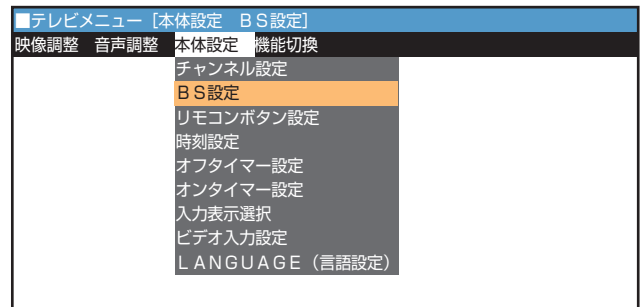 ■テレビメニュー［本体設定　ＢＳ設定］
映像調整　音声調整　本体設定　機能切換
チャンネル設定
ＢＳ設定
リモコンボタン設定
時刻設定
オフタイマー設定
オンタイマー設定
入力表示選択
ビデオ入力設定
ＬＡＮＧＵＡＧＥ（言語設定）